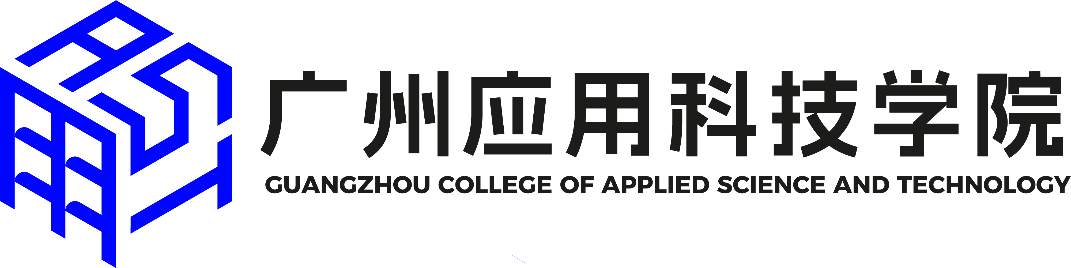 广州应用科技学院
GUANGZHOU COLLEGE OF APPLIED SCIENCE AND TECHNOLOGY